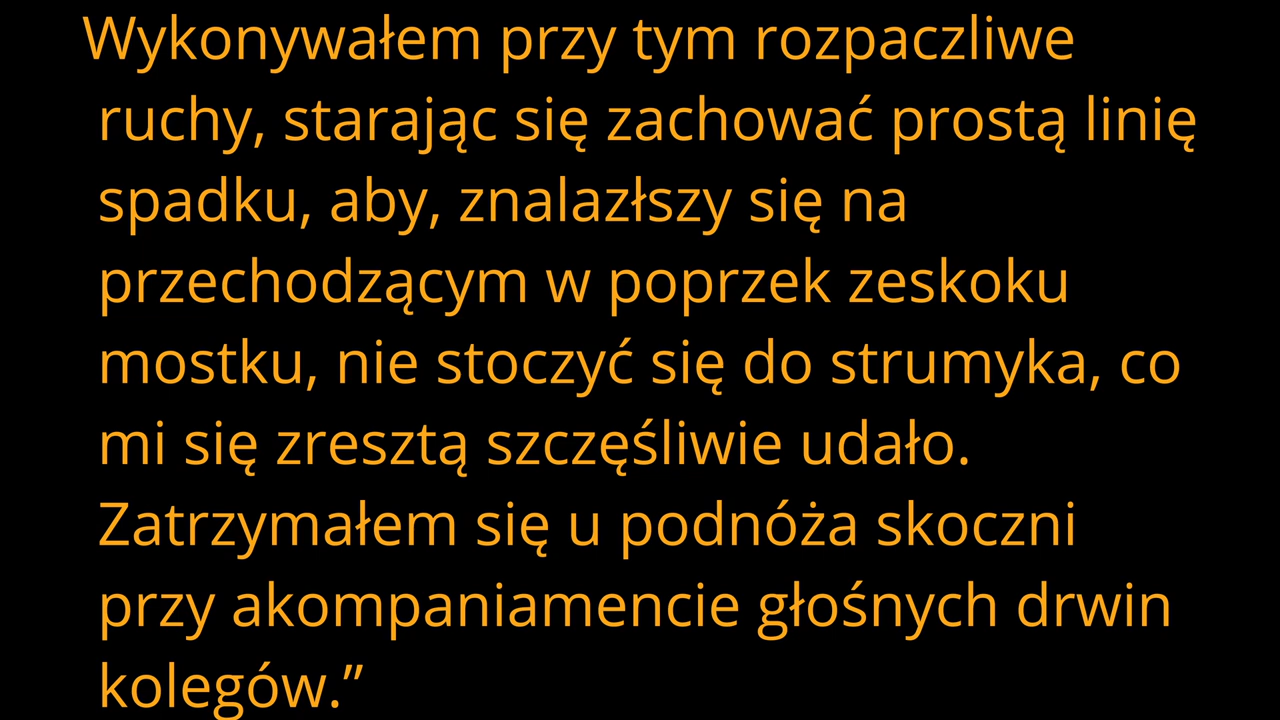 Wykonywałem przy tym rozpaczliwe
ruchy, starając się zachować prostą linię
spadku, aby, znalazłszy się na
przechodzącym w poprzek zeskoku
mostku, nie stoczyć się do strumyka, co
mi się zresztą szczęśliwie udało.
Zatrzymałem się u podnóża skoczni
przy akompaniamencie głośnych drwin
kolegów.”